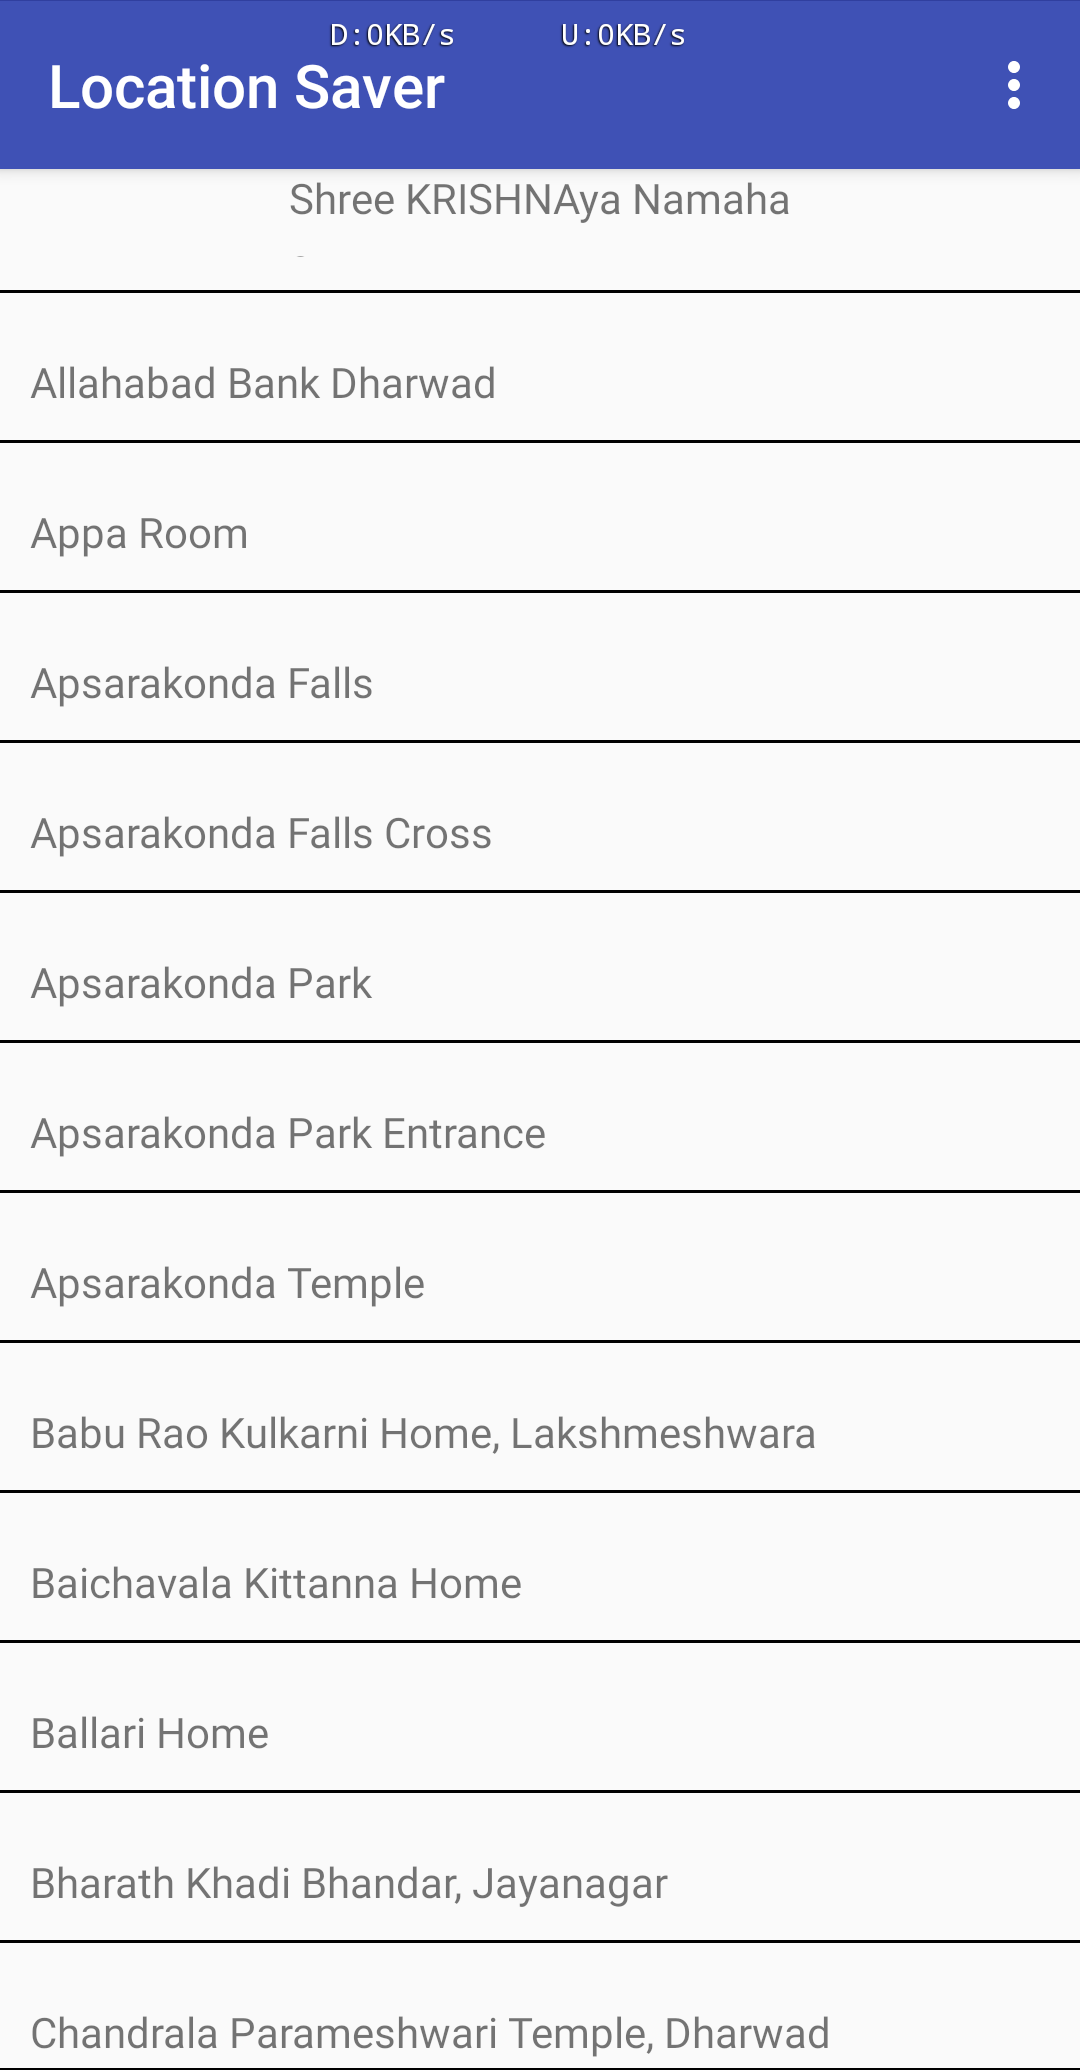 D:0KB/s U:0KB/s
Location Saver
Shree KRISHNAya Namaha
Allahabad Bank Dharwad
Appa Room
Apsarakonda Falls
Apsarakonda Falls Cross
Apsarakonda Park
Apsarakonda Park Entrance
Apsarakonda Temple
Babu Rao Kulkarni Home, Lakshmeshwara
Baichavala Kittanna Home
Ballari Home
Bharath Khadi Bhandar, Jayanagar
Chandrala Parameshwari Temple, Dharwad